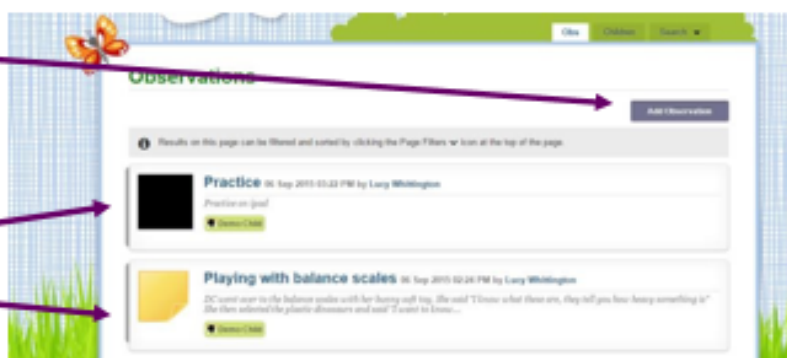 Obs Children Search
Observations
Add Observation
Results on this page can be filtered and sorted by clicking the Page Filters icon at the top of the page.
Practice 06 Sep 2015 03:22 PM by Lucy Whittington
Practice on ipad
Demo Child
Playing with balance scales 06 Sep 2015 02:24 PM by Lucy Whittington
DC went over to the balance scales with her bunny soft toy. She said "I know what these are, they tell you how heavy something is"
She then selected the plastic dinosaurs and said "I want to know...
Demo Child